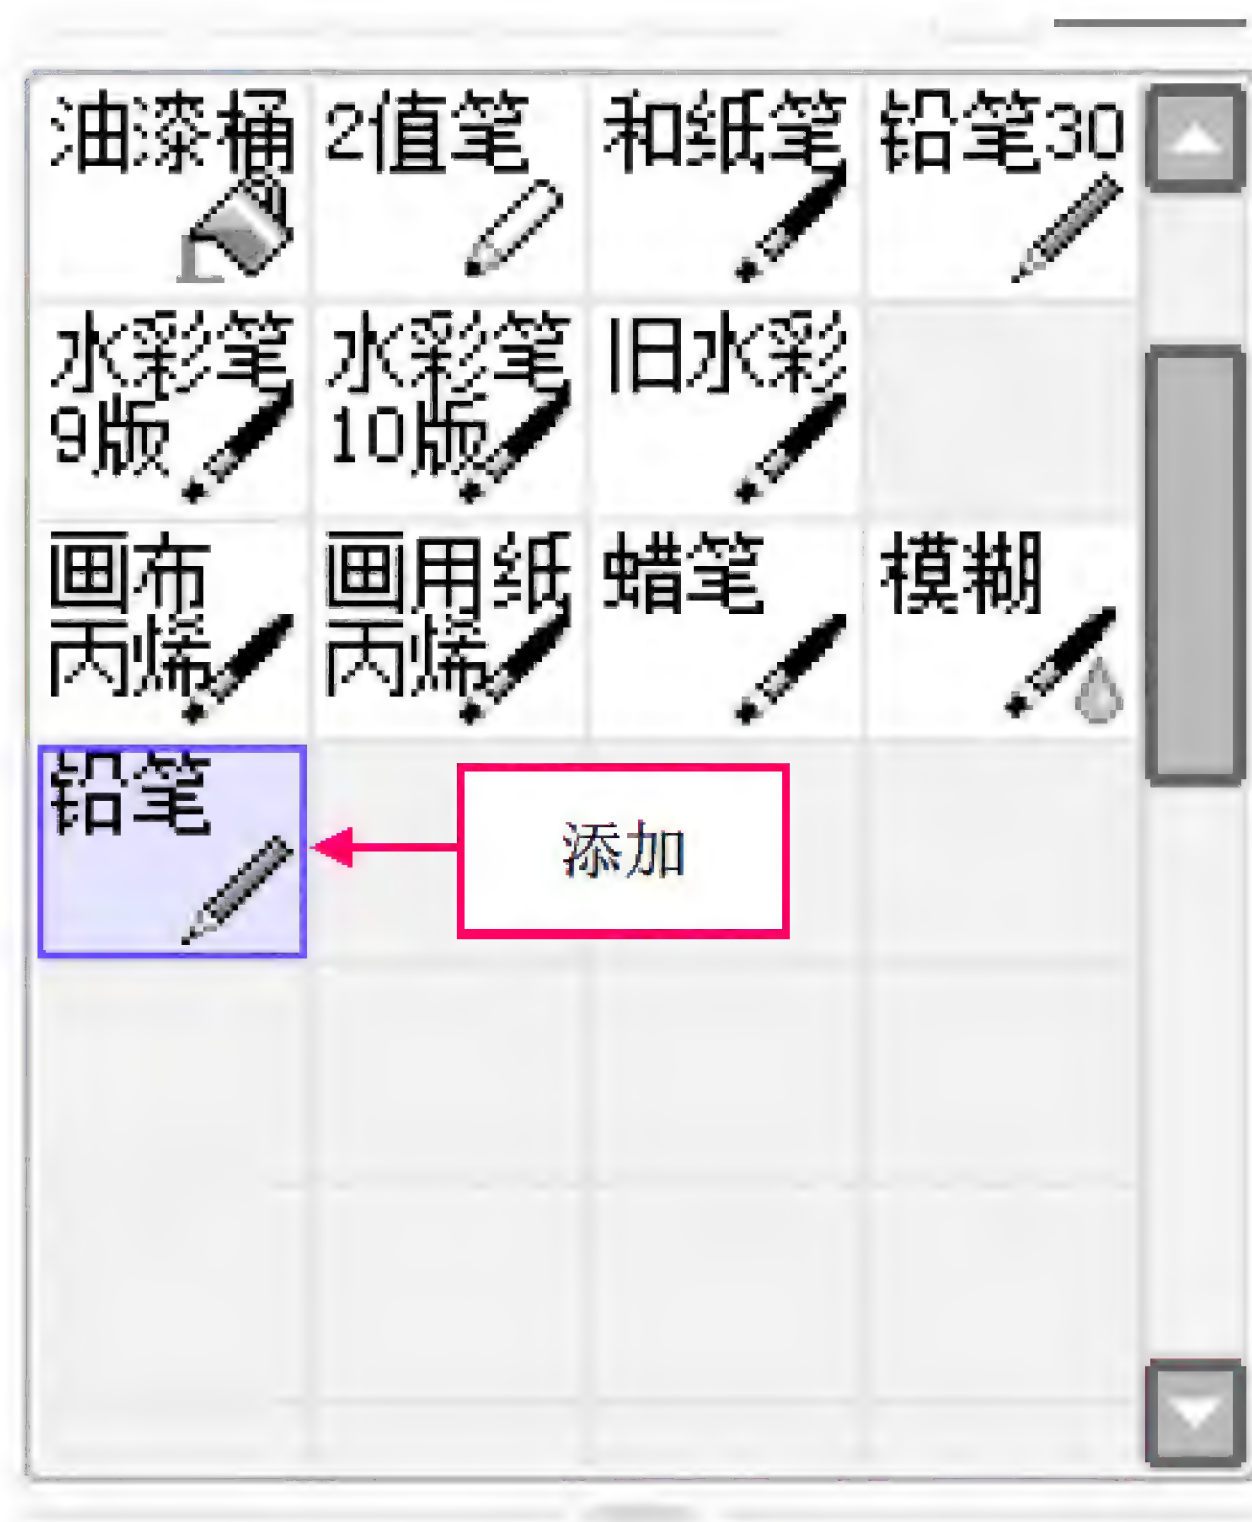 油漆桶 2值笔 和纸笔 铅笔30
水彩笔 水彩笔 旧水彩
9版 10版
画布 画用纸 蜡笔 模糊
丙烯 丙烯
铅笔
添加